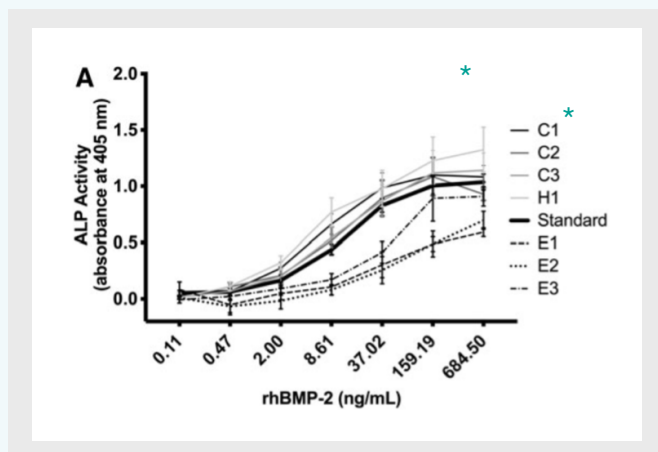 A
2.0
1.5
1.0
0.5
0.0
ALP Activity
(absorbance at 405 nm)
*
*
C1
C2
C3
H1
Standard
E1
E2
E3
0.11
0.47
2.00
8.61
37.02
159.19
684.50
rhBMP-2 (ng/mL)